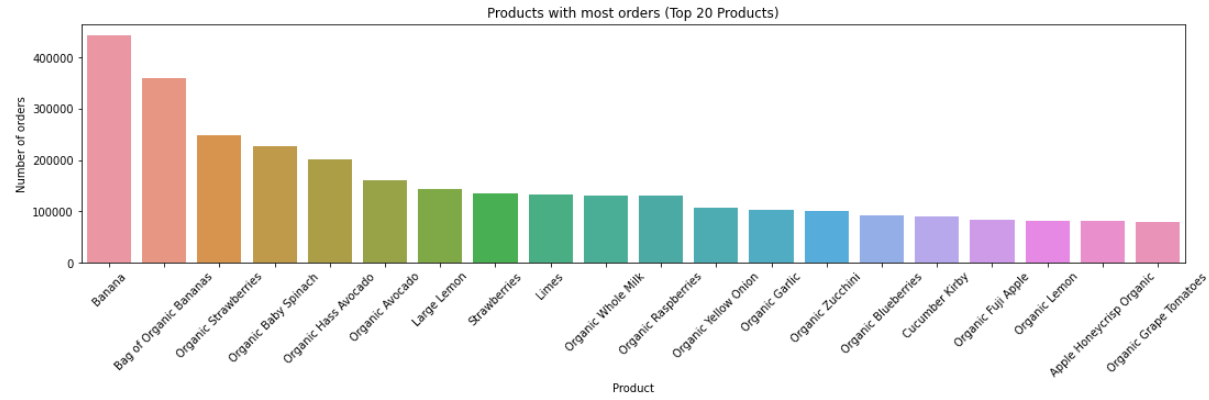 Products with most orders (Top 20 Products)
Number of orders
400000
300000
200000
100000
0
Banana
Bag of Organic Bananas
Organic Strawberries
Organic Baby Spinach
Organic Hass Avocado
Organic Avocado
Large Lemon
Strawberries
Limes
Organic Whole Milk
Organic Raspberries
Organic Yellow Onion
Organic Garlic
Organic Zucchini
Organic Blueberries
Cucumber Kirby
Organic Fuji Apple
Organic Lemon
Apple Honeycrisp Organic
Organic Grape Tomatoes
Product